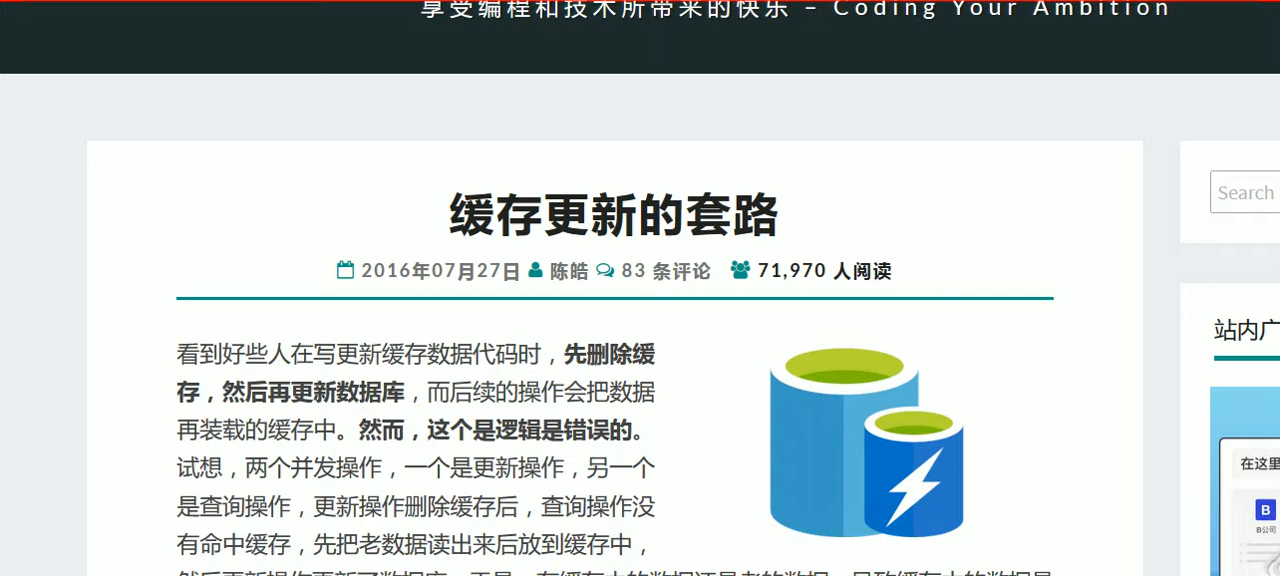 享受编程和技术所带来的快乐 – Coding Your Ambition
缓存更新的套路
2016年07月27日 陈皓 83 条评论 71,970 人阅读
看到好些人在写更新缓存数据代码时，先删除缓
存，然后再更新数据库，而后续的操作会把数据
再装载的缓存中。然而，这个是逻辑是错误的。
试想，两个并发操作，一个是更新操作，另一个
是查询操作，更新操作删除缓存后，查询操作没
有命中缓存，先把老数据读出来后放到缓存中，
Search
站内广
在这里
B
B公司